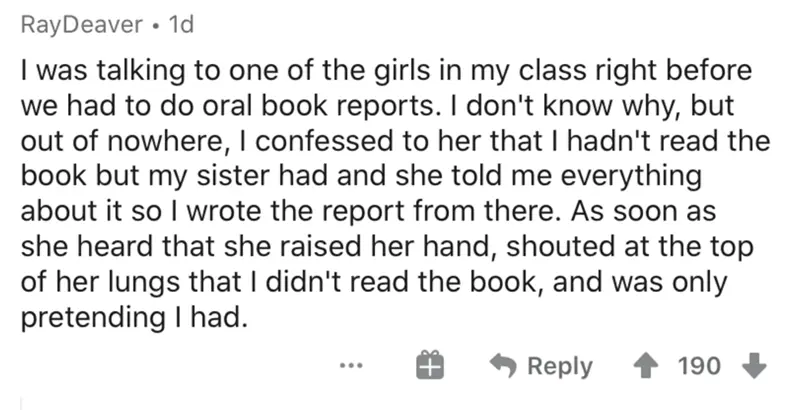 RayDeaver • 1d
I was talking to one of the girls in my class right before
we had to do oral book reports. I don't know why, but
out of nowhere, I confessed to her that I hadn't read the
book but my sister had and she told me everything
about it so I wrote the report from there. As soon as
she heard that she raised her hand, shouted at the top
of her lungs that I didn't read the book, and was only
pretending I had.
... Reply 190